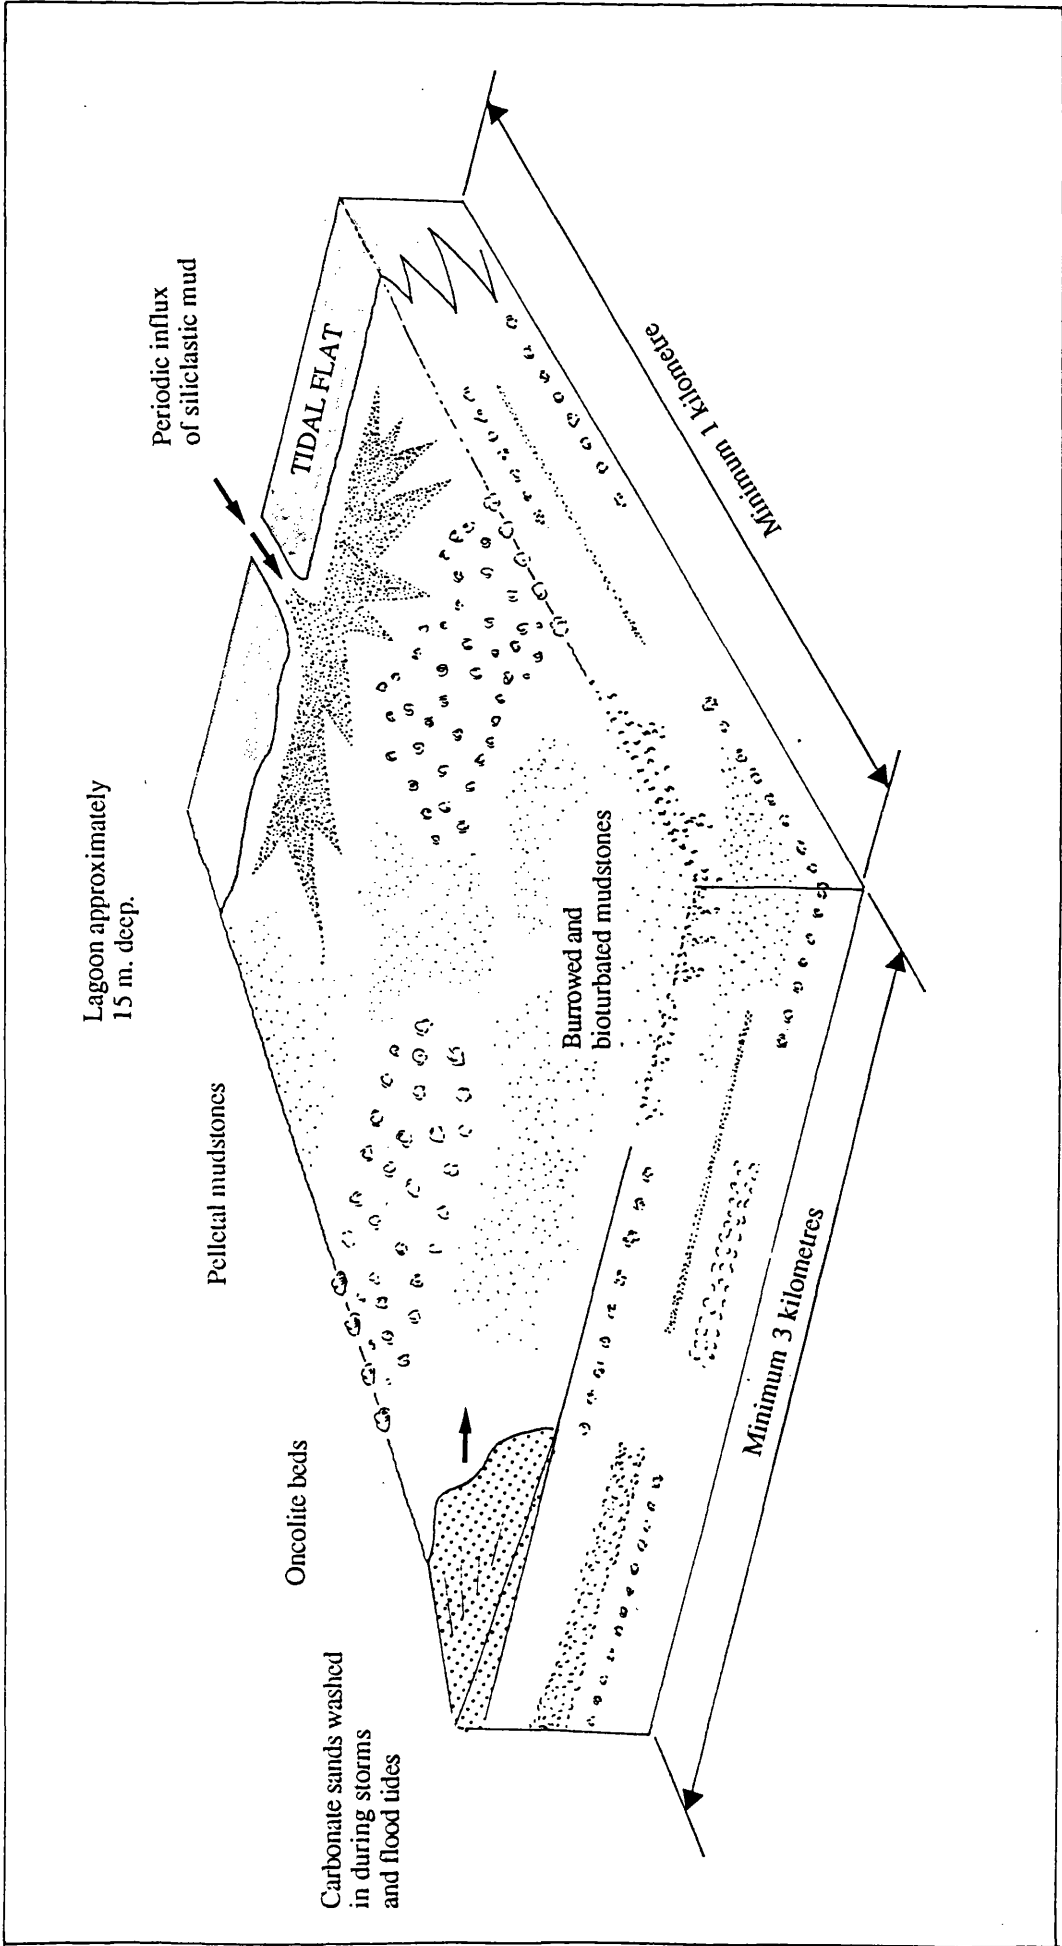 Lagoon approximately
15 m. deep.
Periodic influx
of siliclastic mud
Pelletal mudstones
Oncolite beds
Carbonate sands washed
in during storms
and flood tides
TIDAL FLAT
Burrowed and
bioturbated mudstones
Minimum 3 kilometres
Minimum 1 kilometre